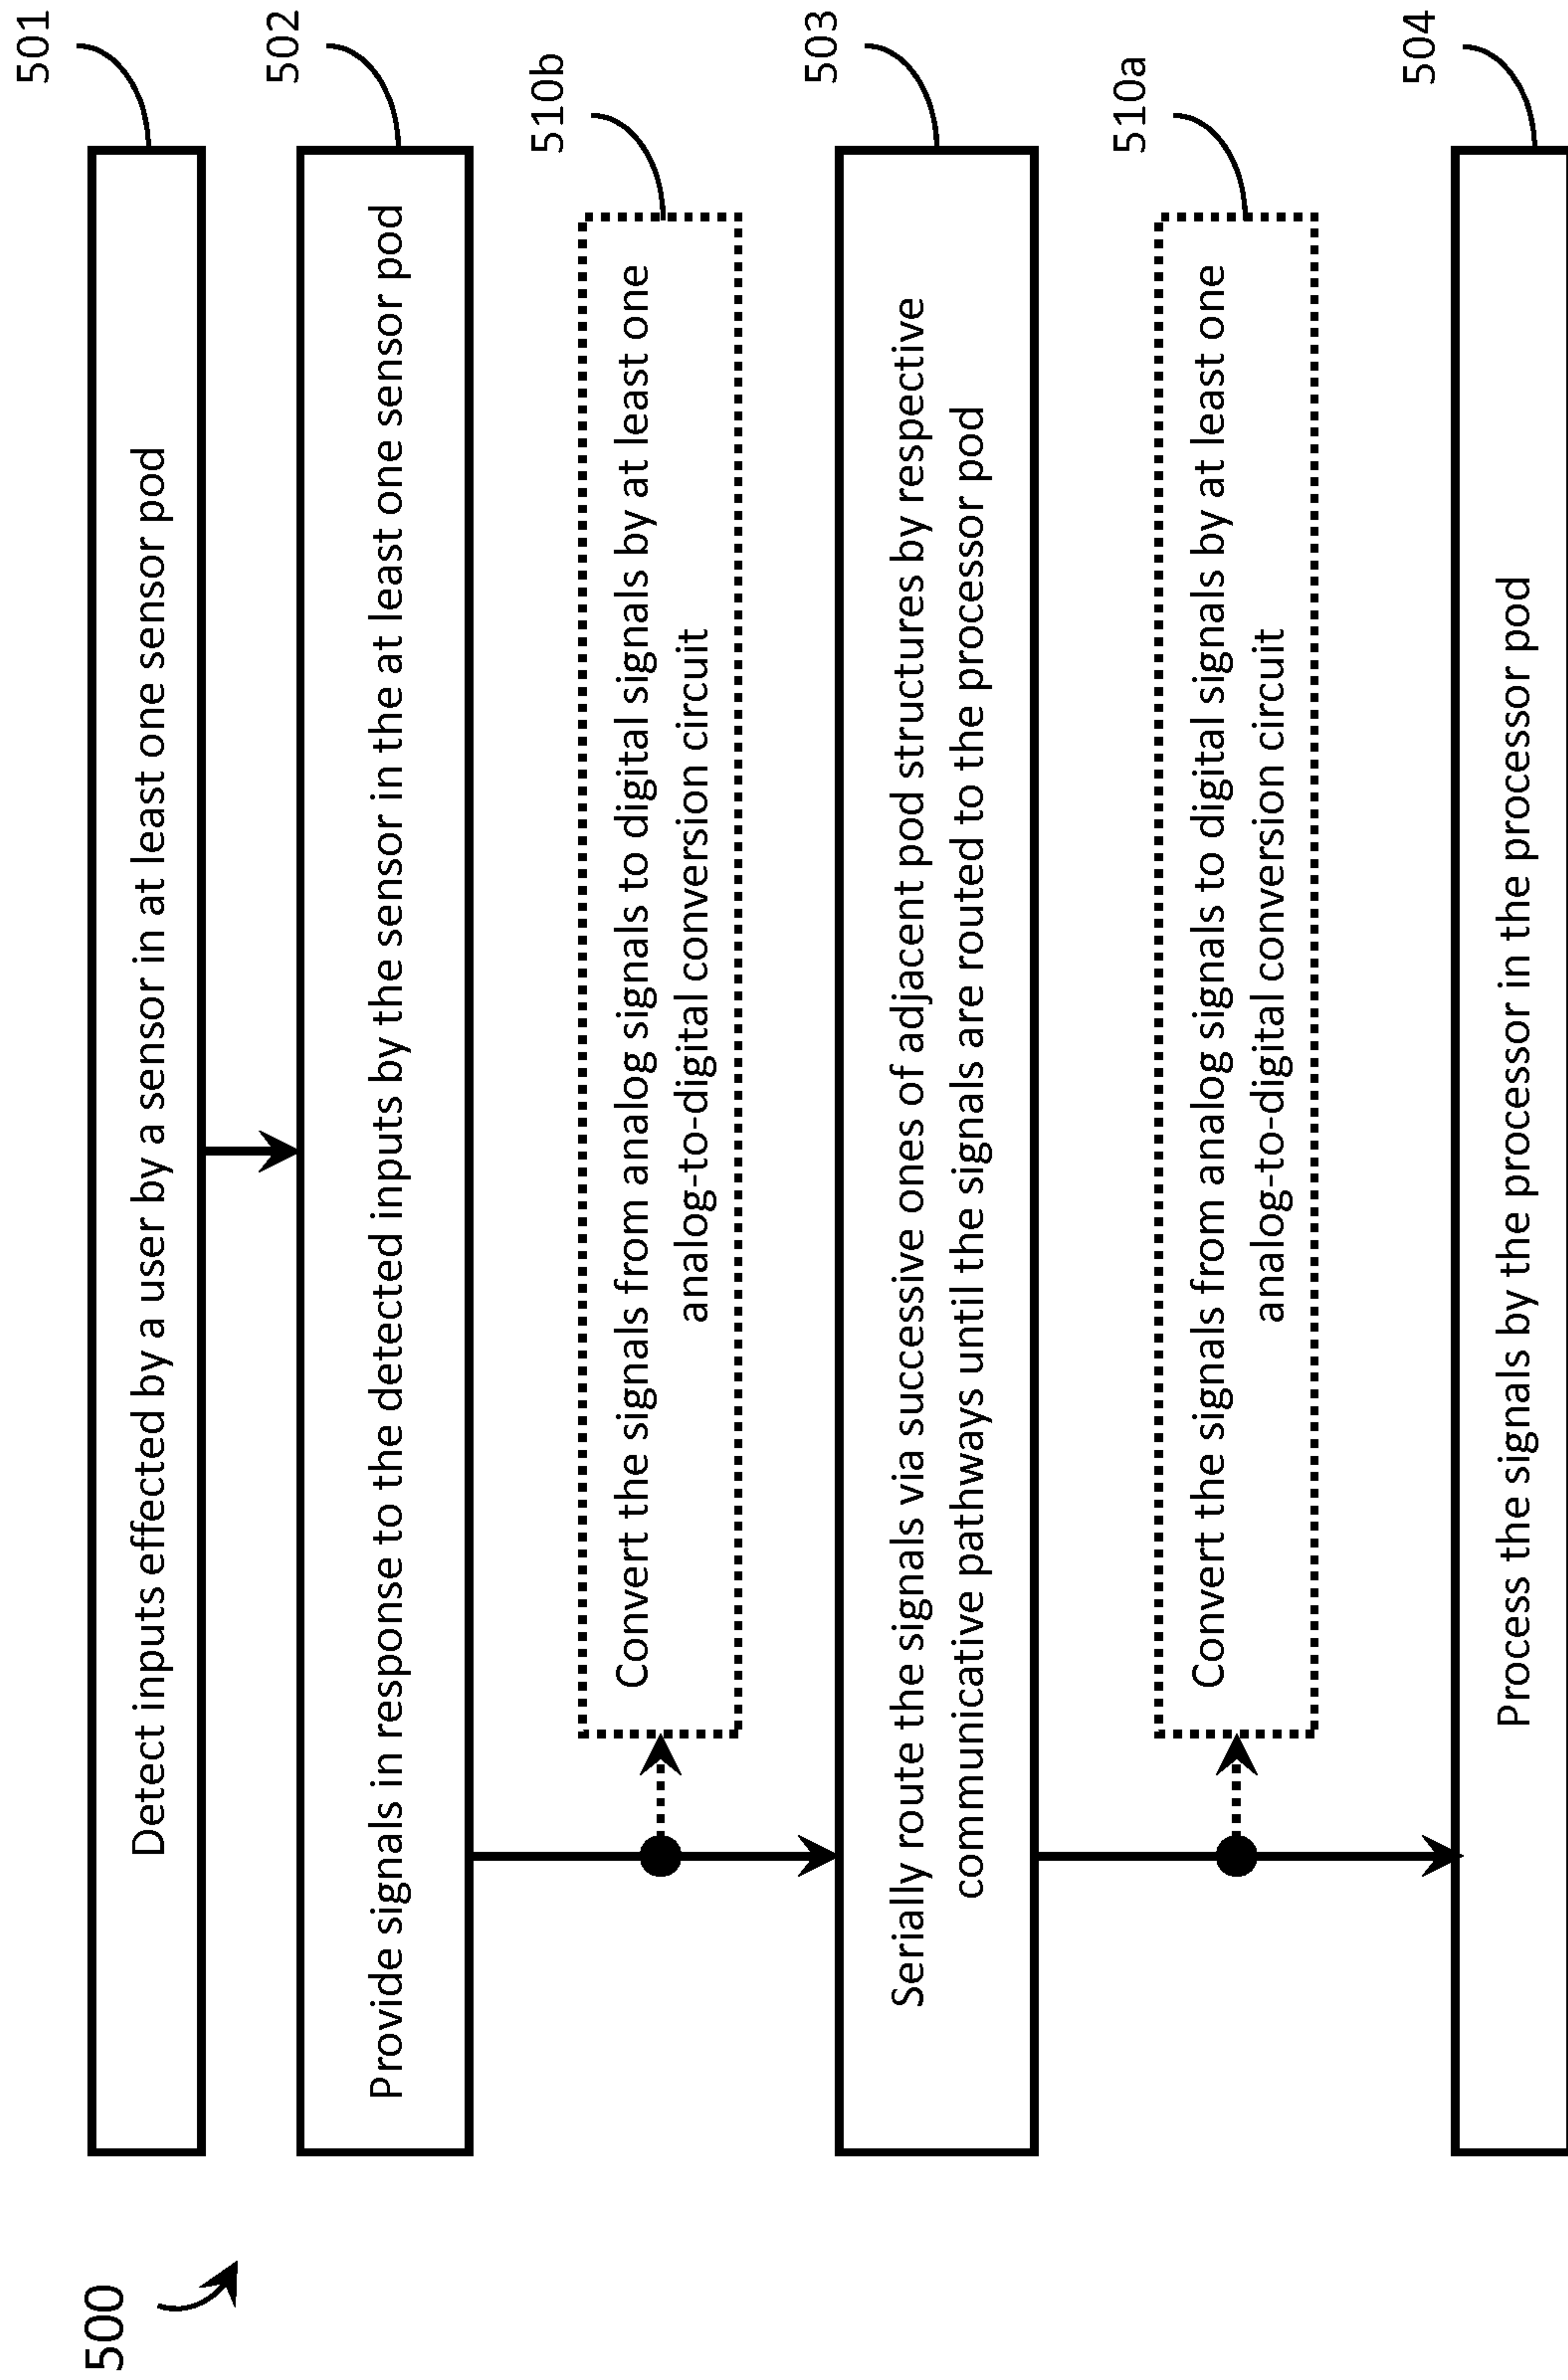 500
501
Detect inputs effected by a user by a sensor in at least one sensor pod
502
Provide signals in response to the detected inputs by the sensor in the at least one sensor pod
510b
Convert the signals from analog signals to digital signals by at least one
analog-to-digital conversion circuit
503
Serially route the signals via successive ones of adjacent pod structures by respective
communicative pathways until the signals are routed to the processor pod
510a
Convert the signals from analog signals to digital signals by at least one
analog-to-digital conversion circuit
504
Process the signals by the processor in the processor pod